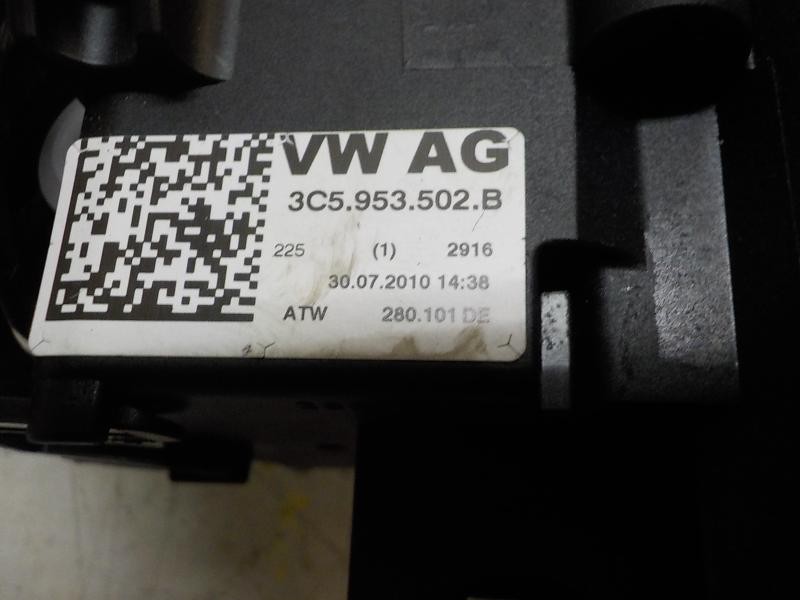 VW AG
3C5.953.502.B
225 (1) 2916
30.07.2010 14:38
ATW 280.101 DE